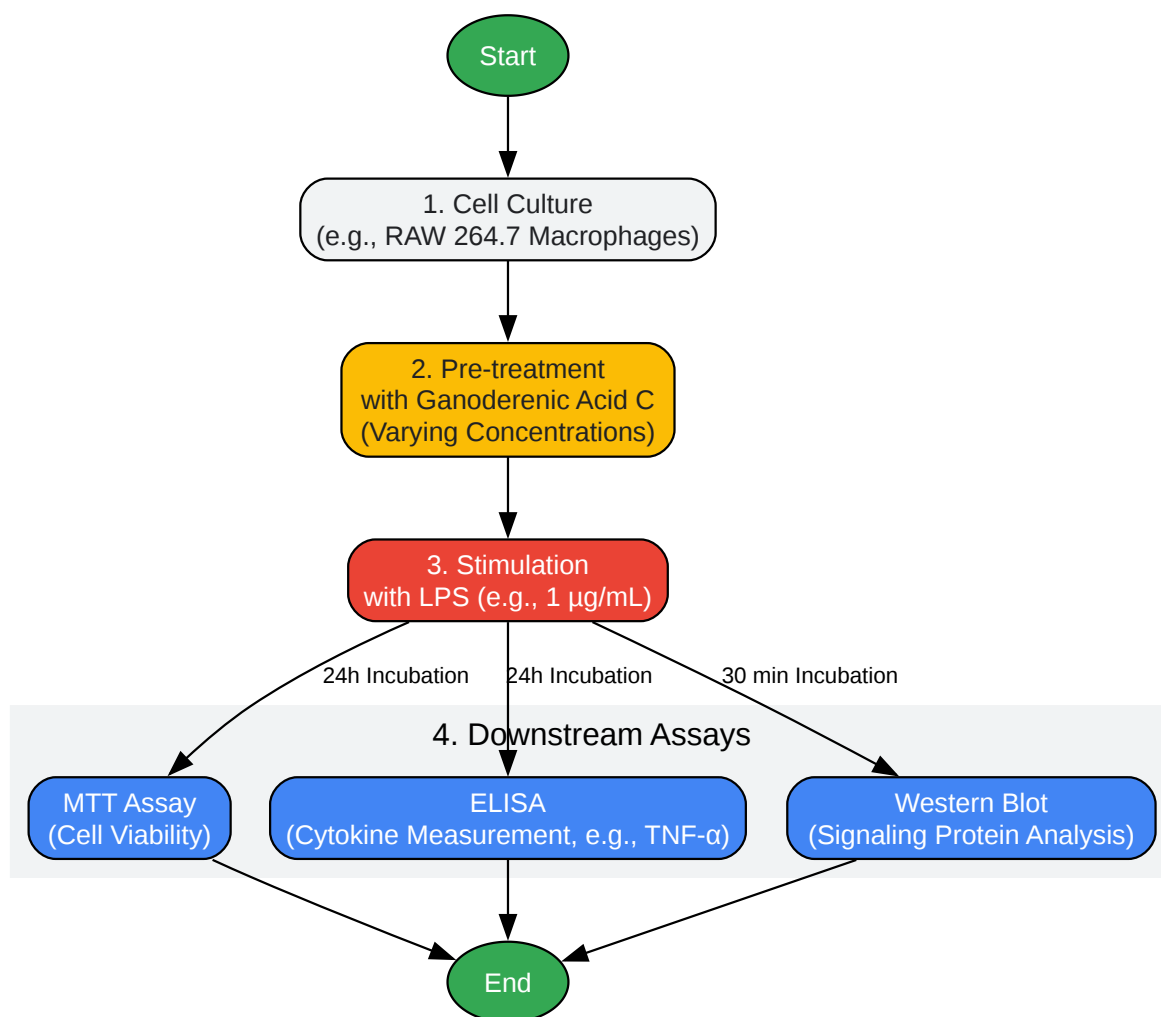 Start
1. Cell Culture
(e.g., RAW 264.7 Macrophages)
2. Pre-treatment
with Ganoderenic Acid C
(Varying Concentrations)
3. Stimulation
with LPS (e.g., 1 µg/mL)
24h Incubation
24h Incubation
30 min Incubation
4. Downstream Assays
MTT Assay
(Cell Viability)
ELISA
(Cytokine Measurement, e.g., TNF-α)
Western Blot
(Signaling Protein Analysis)
End